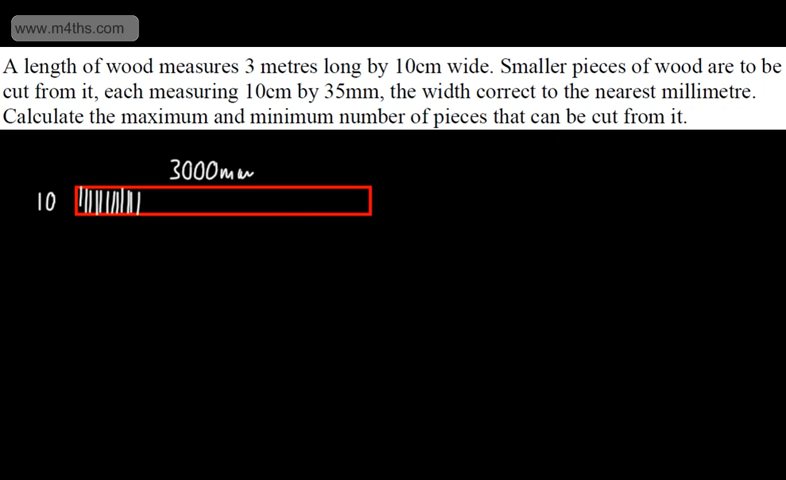 www.m4ths.com
A length of wood measures 3 metres long by 10cm wide. Smaller pieces of wood are to be
cut from it, each measuring 10cm by 35mm, the width correct to the nearest millimetre.
Calculate the maximum and minimum number of pieces that can be cut from it.
3000mm
10